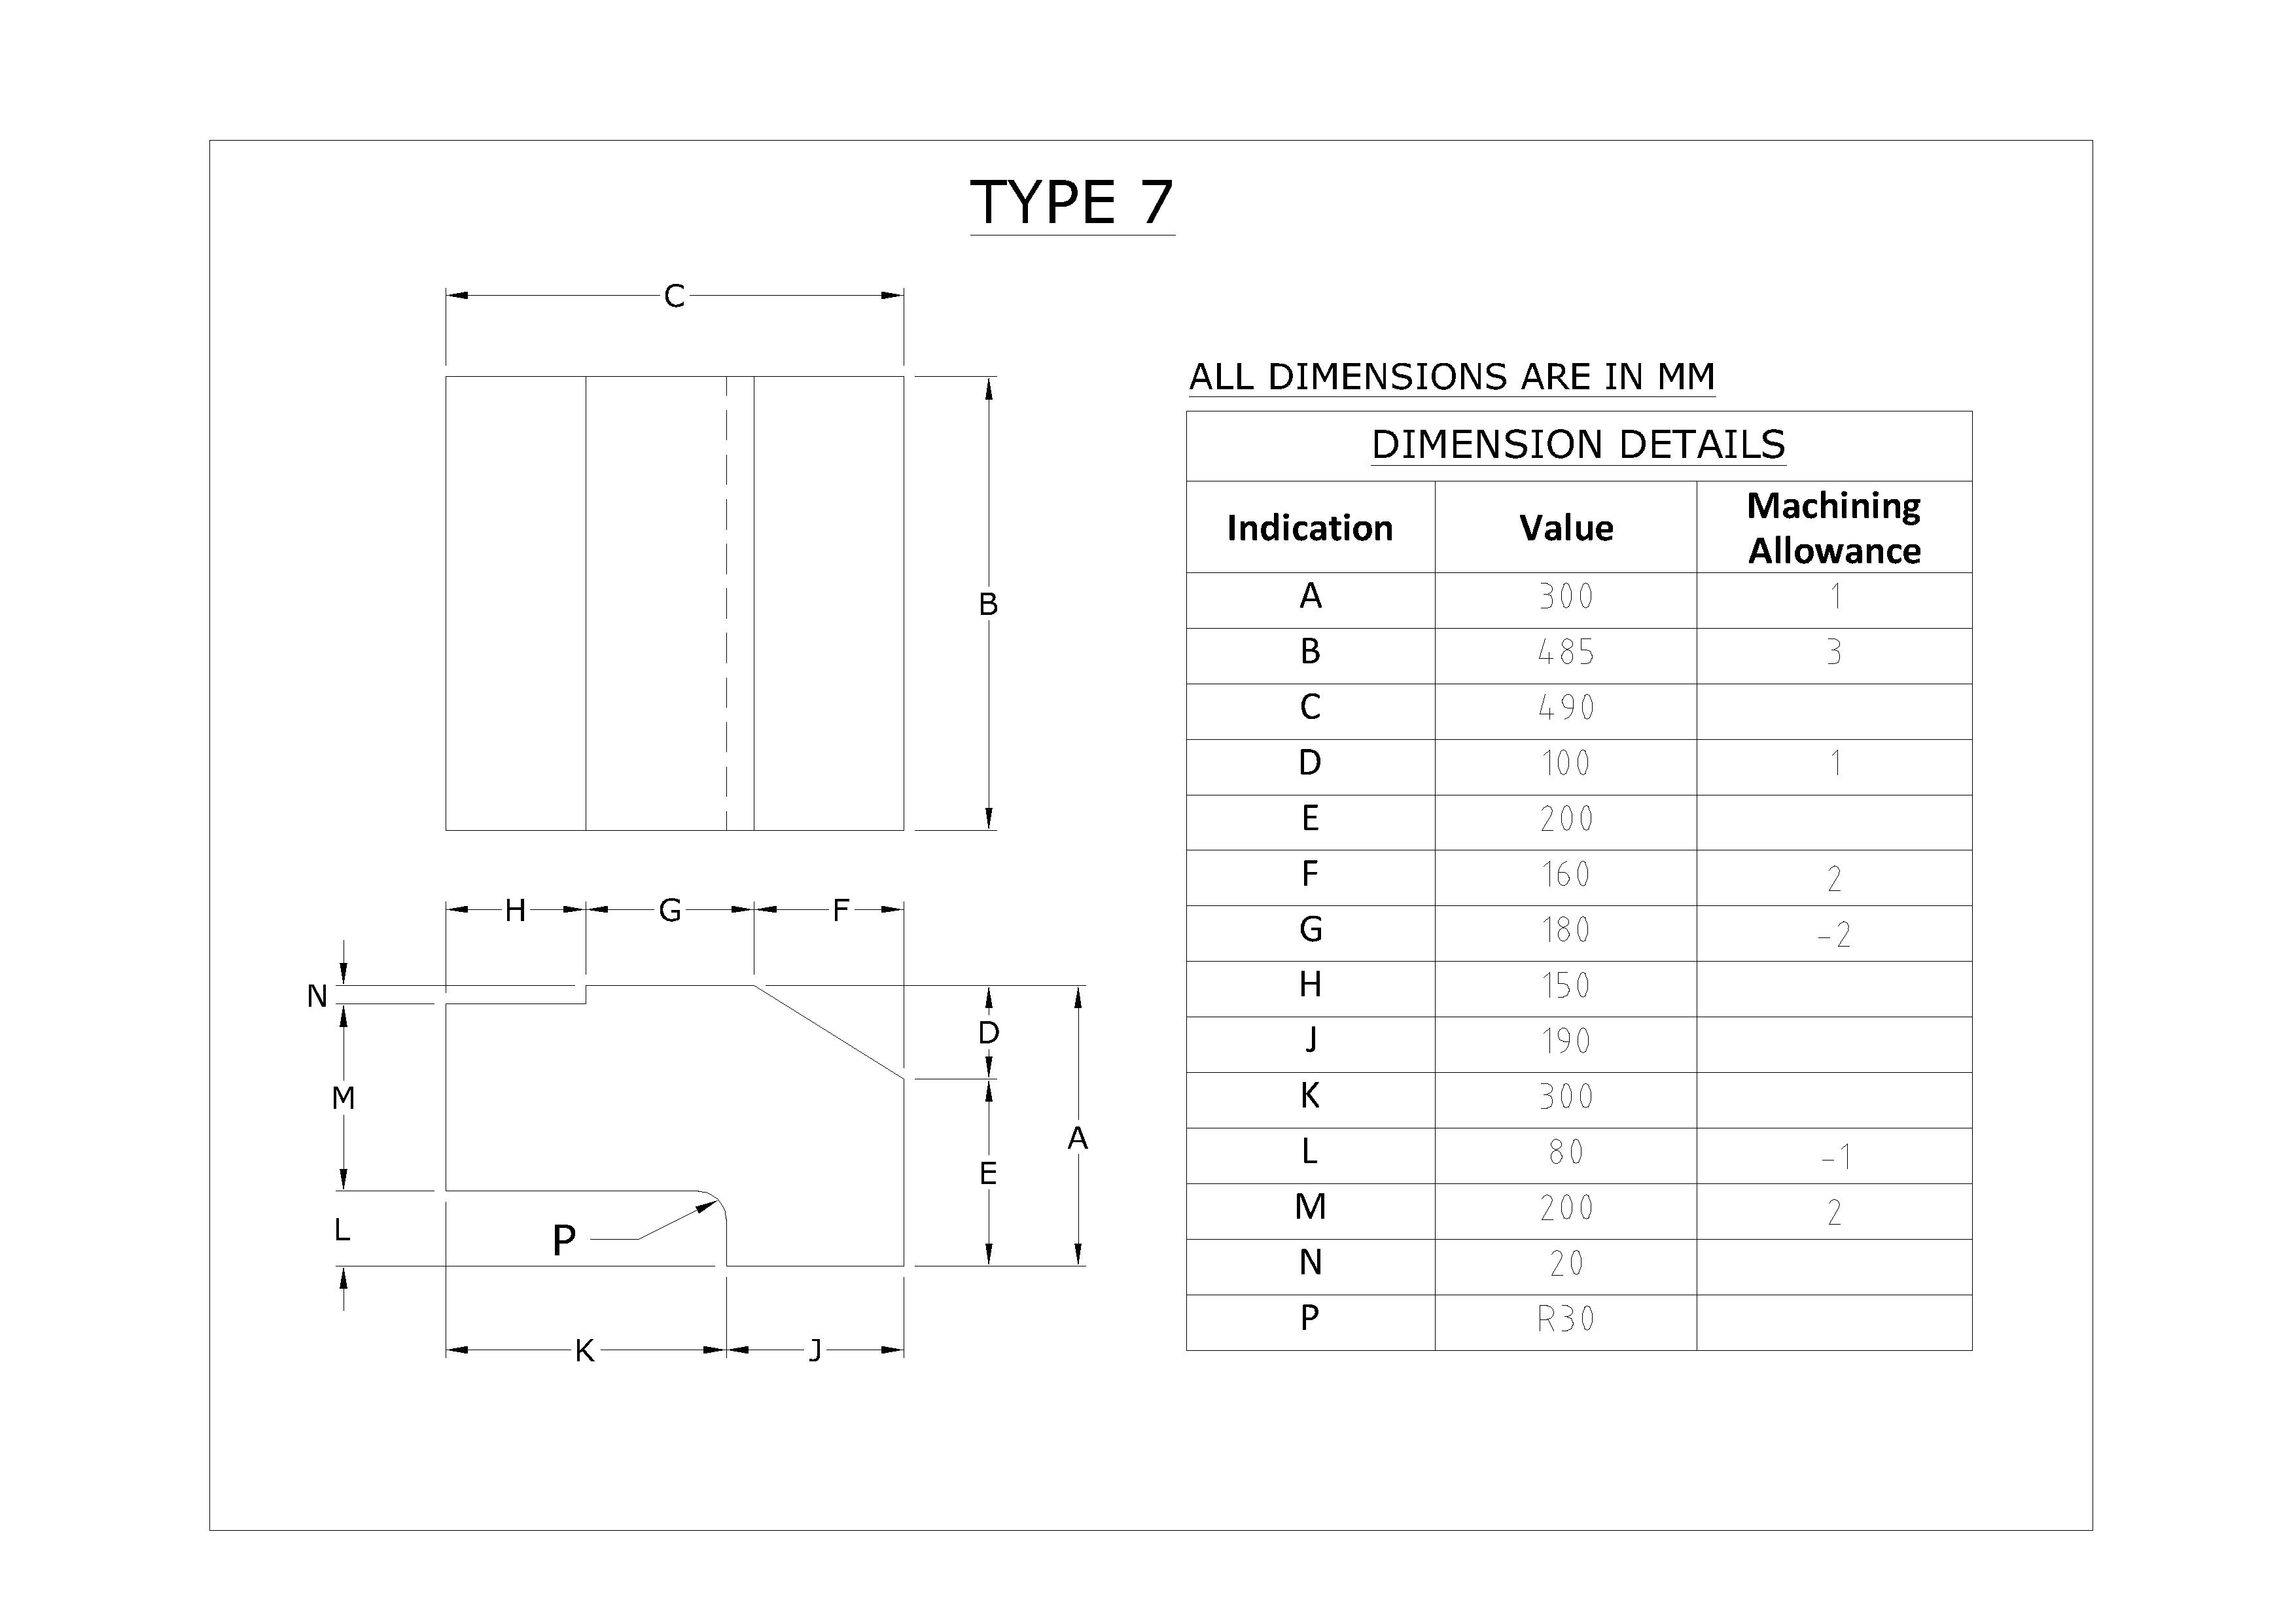 TYPE 7
C
B
H G F
N
D
M
A
E
L
P
K J
ALL DIMENSIONS ARE IN MM
DIMENSION DETAILS
Indication Value Machining Allowance
A 300 1
B 485 3
C 490
D 100 1
E 200
F 160 2
G 180 -2
H 150
J 190
K 300
L 80 -1
M 200 2
N 20
P R30